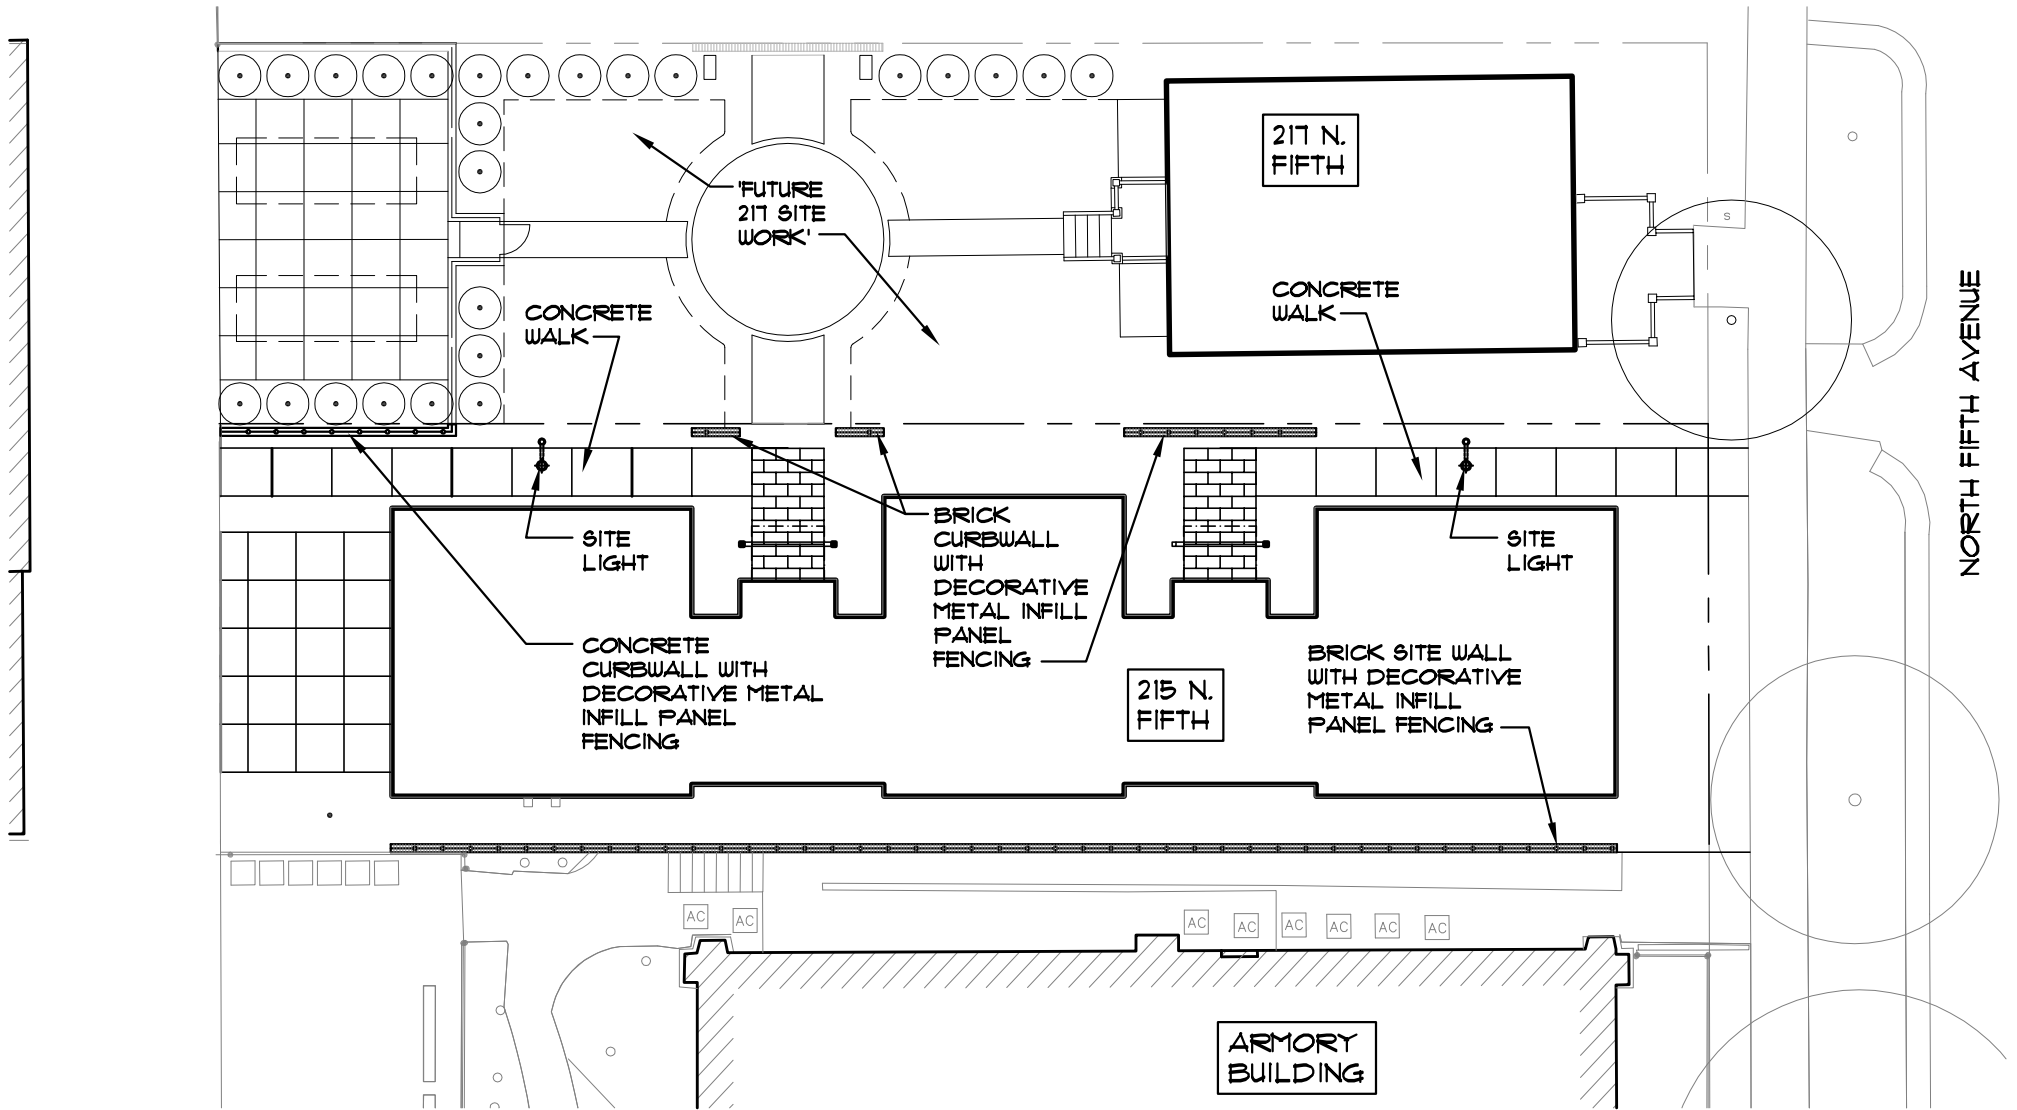 217 N.
FIFTH
S
'FUTURE
217 SITE
WORK'
CONCRETE
WALK
CONCRETE
WALK
NORTH FIFTH AVENUE
SITE
LIGHT
BRICK
CURBWALL
WITH
DECORATIVE
METAL INFILL
PANEL
FENCING
SITE
LIGHT
CONCRETE
CURBWALL WITH
DECORATIVE METAL
INFILL PANEL
FENCING
215 N.
FIFTH
BRICK SITE WALL
WITH DECORATIVE
METAL INFILL
PANEL FENCING
AC
AC
AC
AC
AC
AC
AC
AC
ARMORY
BUILDING